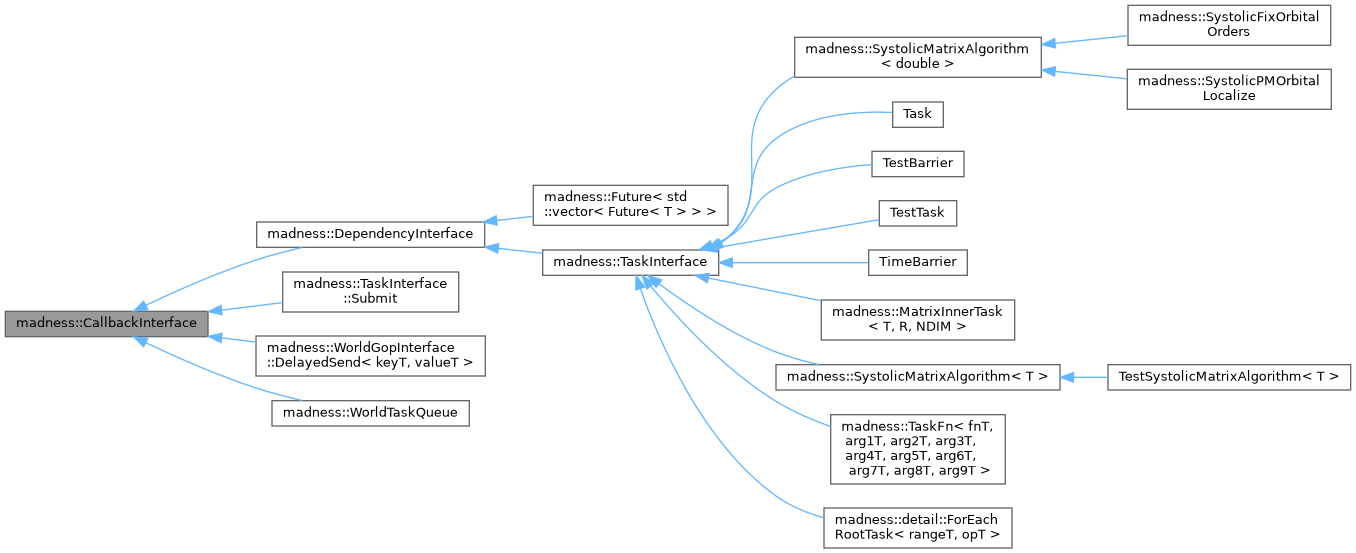 madness::SystolicFixOrbital
Orders
madness::SystolicMatrixAlgorithm
< double >
madness::SystolicPMOrbital
Localize
Task
TestBarrier
madness::Future< std
::vector< Future< T > > >
TestTask
madness::DependencyInterface
madness::TaskInterface
TimeBarrier
madness::TaskInterface
::Submit
madness::MatrixInnerTask
< T, R, NDIM >
madness::CallbackInterface
madness::WorldGopInterface
::DelayedSend< keyT, valueT >
madness::SystolicMatrixAlgorithm< T >
TestSystolicMatrixAlgorithm< T >
madness::WorldTaskQueue
madness::TaskFn< fnT,
arg1T, arg2T, arg3T,
arg4T, arg5T, arg6T,
arg7T, arg8T, arg9T >
madness::detail::ForEach
RootTask< rangeT, opT >